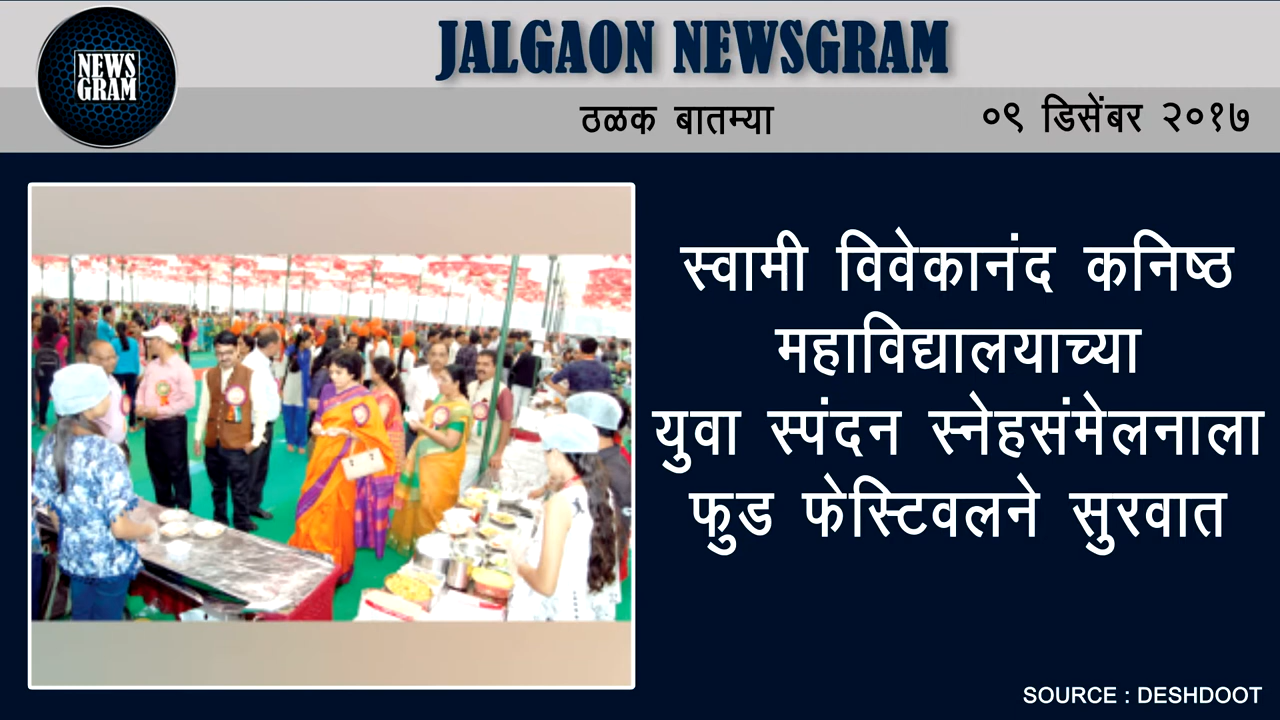 NEWS
GRAM
JALGAON NEWSGRAM
ठळक बातम्या
०९ डिसेंबर २०१७
स्वामी विवेकानंद कनिष्ठ
महाविद्यालयाच्या
युवा स्पंदन स्नेहसंमेलनाला
फुड फेस्टिवलने सुरवात
SOURCE : DESHDOOT